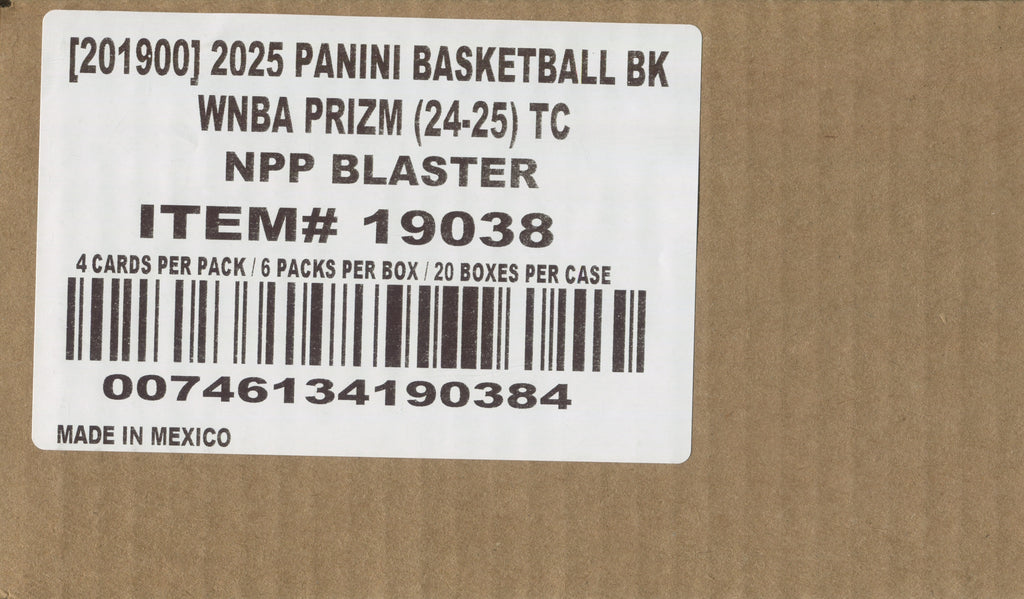 [201900] 2025 PANINI BASKETBALL BK
WNBA PRIZM (24-25) TC
NPP BLASTER
ITEM# 19038
4 CARDS PER PACK / 6 PACKS PER BOX / 20 BOXES PER CASE
00746134190384
MADE IN MEXICO